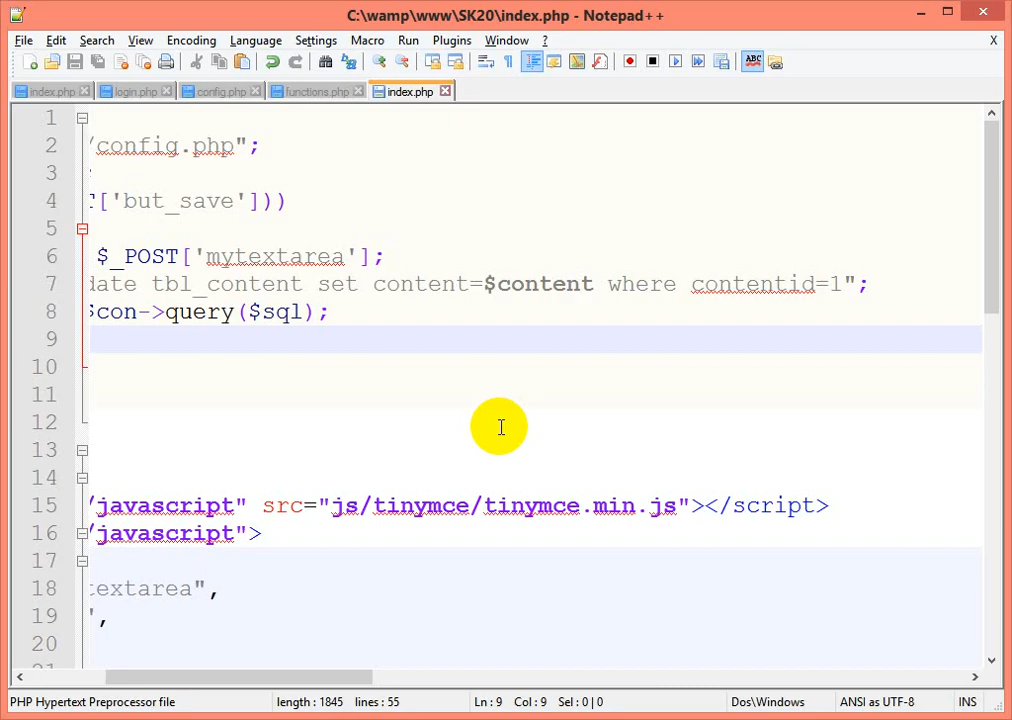 C:\wamp\www\SK20\index.php - Notepad++
File Edit Search View Encoding Language Settings Macro Run Plugins Window ? X
index.php login.php config.php functions.php index.php
1
2 /config.php";
3 ;
4 T['but_save']))
5
6 $_POST['mytextarea'];
7 date tbl_content set content=$content where contentid=1";
8 $con->query($sql);
9
10
11
12
13
14
15 /javascript" src="js/tinymce/tinymce.min.js"></script>
16 /javascript">
17
18 textarea",
19 ",
20
21
PHP Hypertext Preprocessor file length : 1845 lines : 55 Ln : 9 Col : 9 Sel : 0 | 0 Dos\Windows ANSI as UTF-8 INS